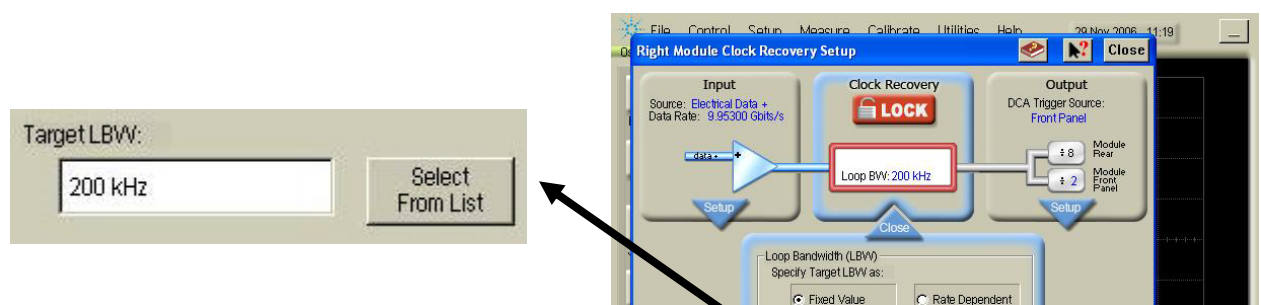 Target LBW:
200 kHz
Select
From List
File Control Setup Measure Calibrate Utilities Help 29 Nov 2006 11:19
Right Module Clock Recovery Setup
Close
Input
Source: Electrical Data +
Data Rate: 9.95300 Gbits/s
data +
+
Setup
Clock Recovery
LOCK
Loop BW: 200 kHz
Close
Output
DCA Trigger Source:
Front Panel
÷ 8
Module
Rear
÷ 2
Module
Front
Panel
Setup
Loop Bandwidth (LBW)
Specify Target LBW as:
Fixed Value
Rate Dependent